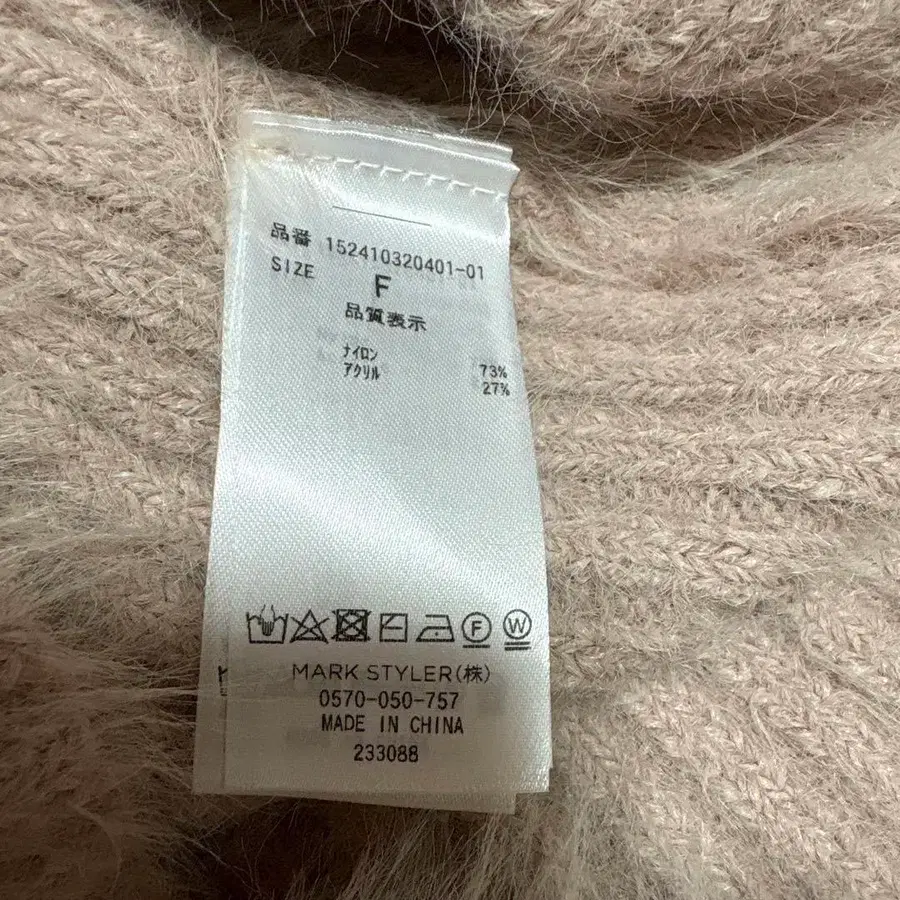 品番 152410320401-01
SIZE F
品質表示
ナイロン 73%
アクリル 27%
F W
MARK STYLER(株)
0570-050-757
MADE IN CHINA
233088